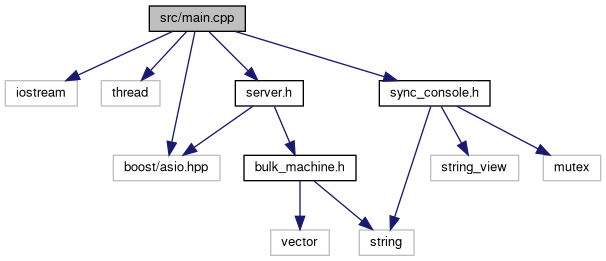 src/main.cpp
iostream
thread
server.h
sync_console.h
boost/asio.hpp
bulk_machine.h
string_view
mutex
vector
string